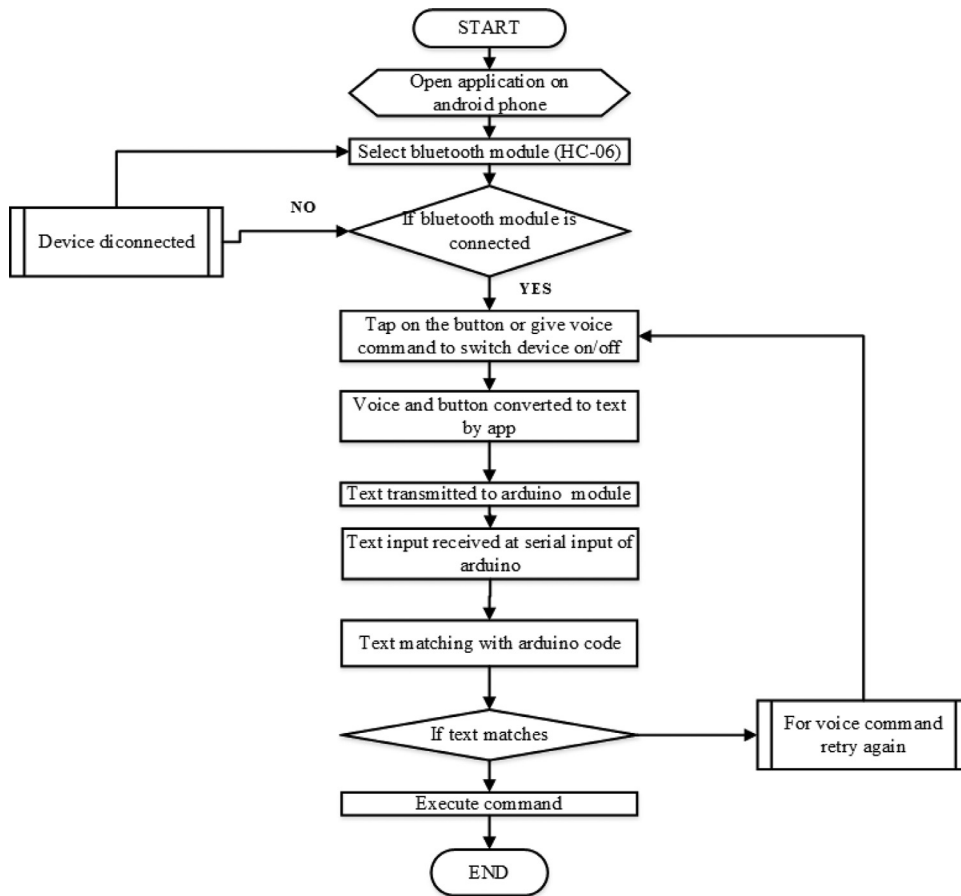 START
Open application on
android phone
Select bluetooth module (HC-06)
NO
If bluetooth module is
connected
Device diconnected
YES
Tap on the button or give voice
command to switch device on/off
Voice and button converted to text
by app
Text transmitted to arduino module
Text input received at serial input of
arduino
Text matching with arduino code
If text matches
For voice command
retry again
Execute command
END